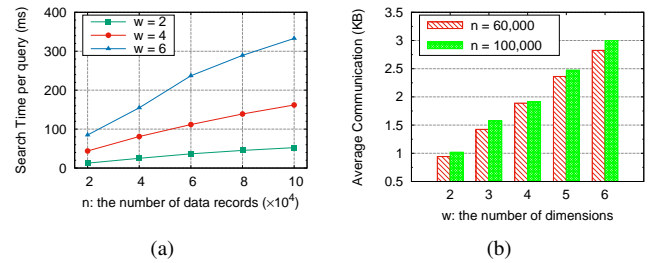 Search Time per query (ms)
400
300
200
100
0
w = 2
w = 4
w = 6
2 4 6 8 10
n: the number of data records (×10⁴)
(a)
Average Communication (KB)
3.5
3
2.5
2
1.5
1
0.5
n = 60,000
n = 100,000
2 3 4 5 6
w: the number of dimensions
(b)